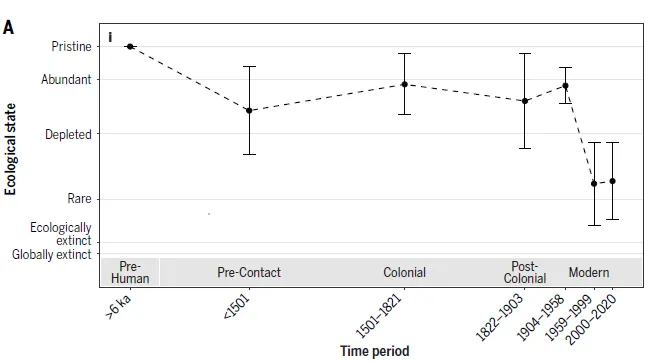 A
i
Pristine
Abundant
Depleted
Rare
Ecologically
extinct
Globally extinct
Ecological state
Pre-
Human
Pre-Contact
Colonial
Post-
Colonial
Modern
>6 ka
<1501
1501–1821
1822–1903
1904–1958
1959–1999
2000–2020
Time period